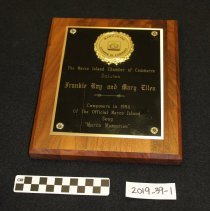 The Marco Island Chamber of Commerce
Salutes
Frankie Ray and Mary Ellen
Composers in 1993
Of The Official Marco Island
Song
"Marco Memories"
2019.39-1